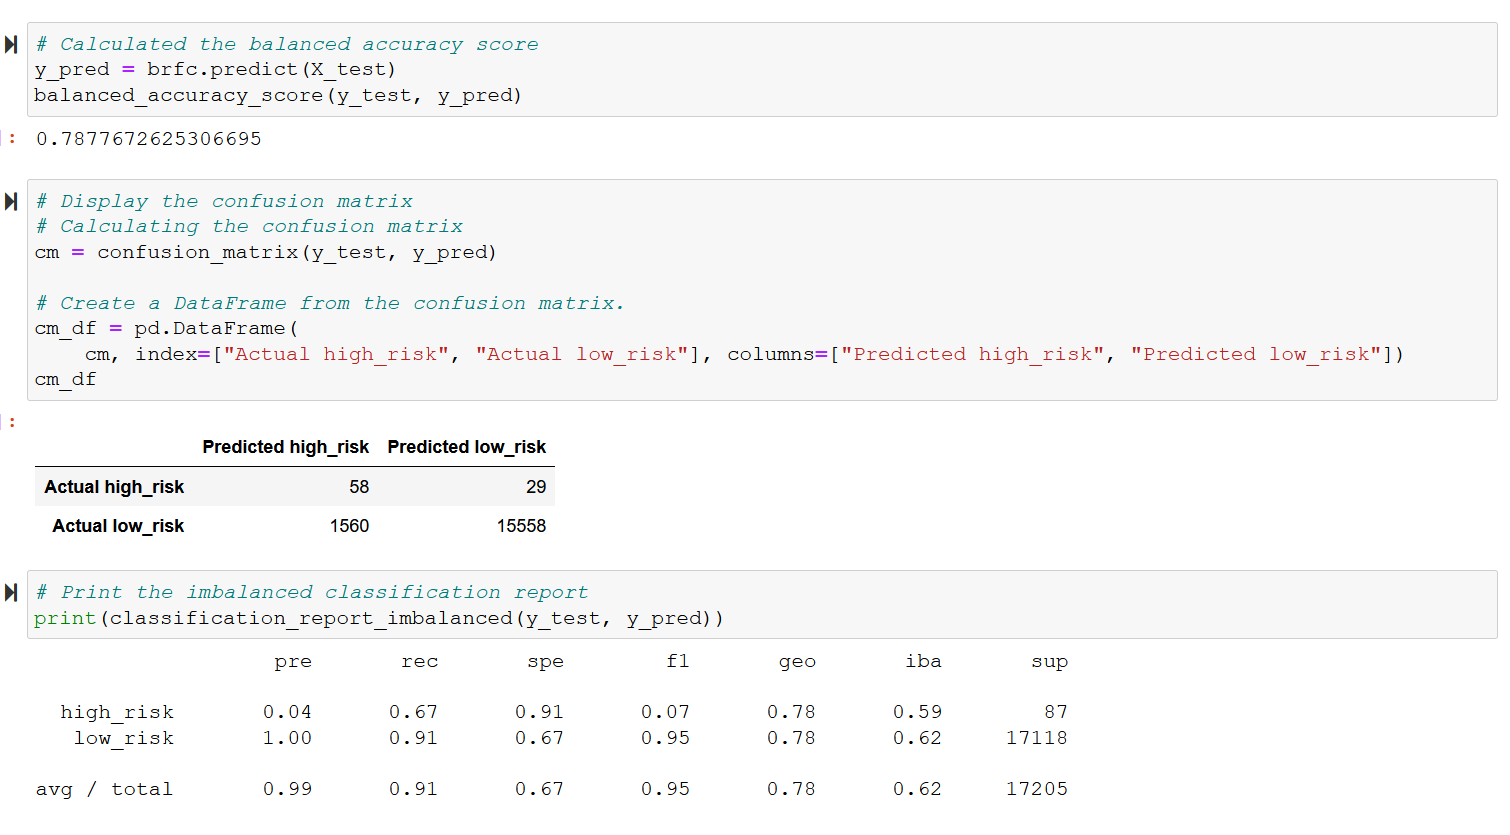 # Calculated the balanced accuracy score
y_pred = brfc.predict(X_test)
balanced_accuracy_score(y_test, y_pred)
: 0.7877672625306695
# Display the confusion matrix
# Calculating the confusion matrix
cm = confusion_matrix(y_test, y_pred)
# Create a DataFrame from the confusion matrix.
cm_df = pd.DataFrame(
cm, index=["Actual high_risk", "Actual low_risk"], columns=["Predicted high_risk", "Predicted low_risk"])
cm_df
:
Predicted high_risk Predicted low_risk
Actual high_risk 58 29
Actual low_risk 1560 15558
# Print the imbalanced classification report
print(classification_report_imbalanced(y_test, y_pred))
pre rec spe f1 geo iba sup
high_risk 0.04 0.67 0.91 0.07 0.78 0.59 87
low_risk 1.00 0.91 0.67 0.95 0.78 0.62 17118
avg / total 0.99 0.91 0.67 0.95 0.78 0.62 17205